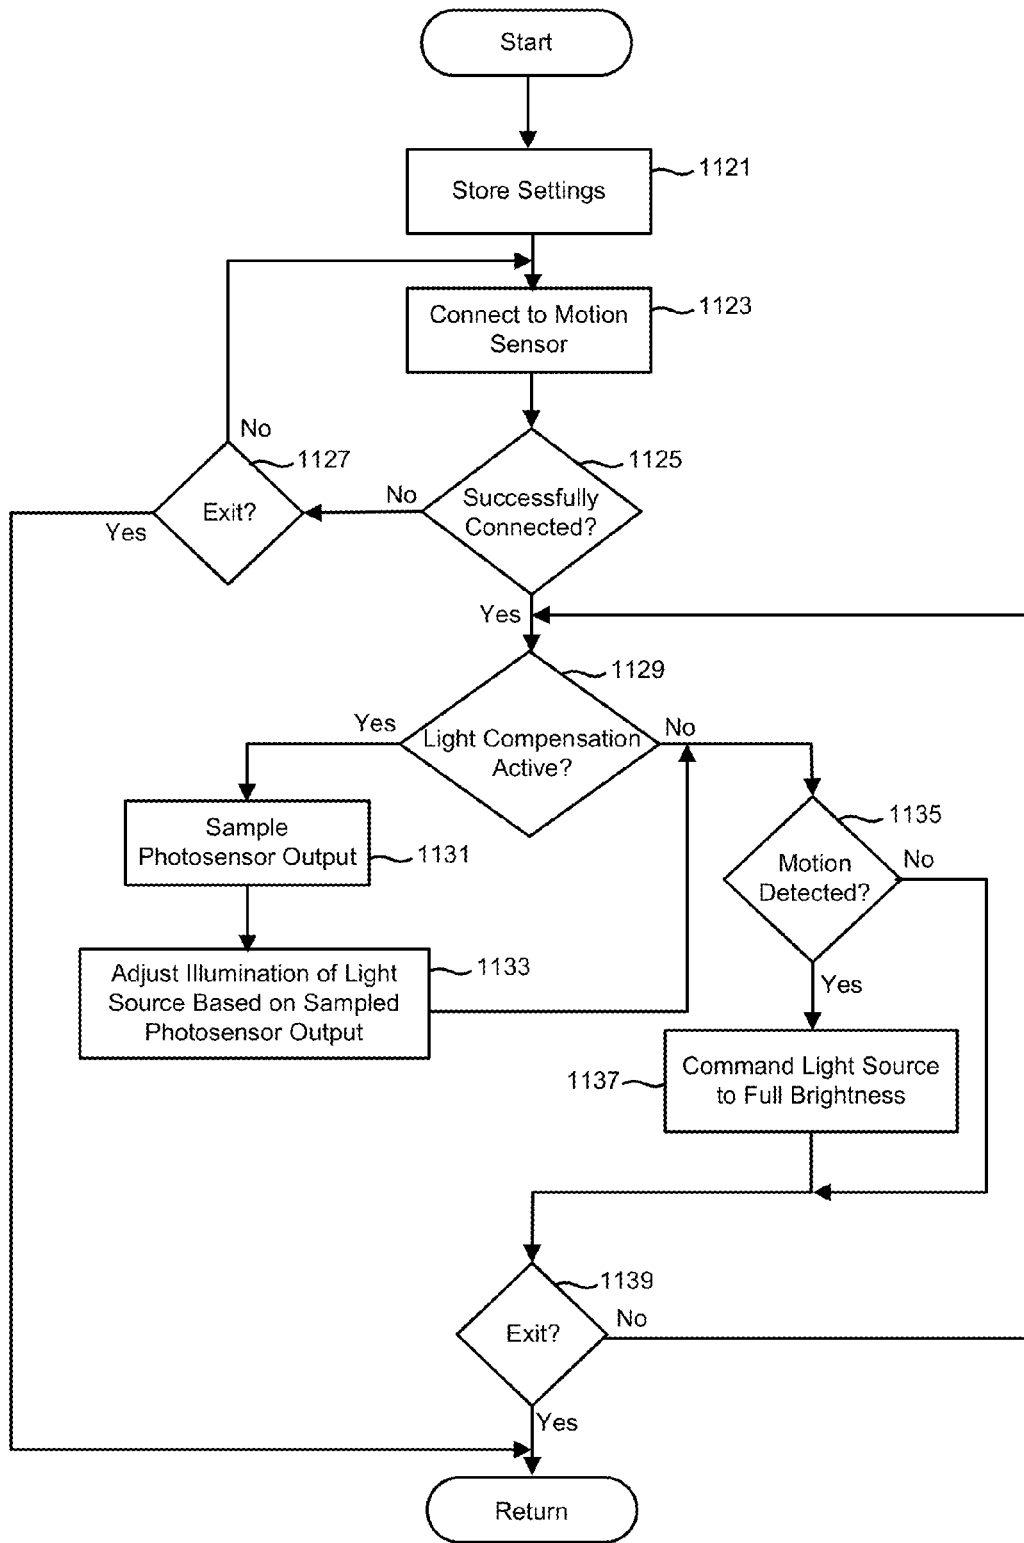 Start
Store Settings
1121
Connect to Motion
Sensor
1123
No
1127
Exit?
Yes
No
1125
Successfully
Connected?
Yes
1129
Yes
Light Compensation
Active?
No
Sample
Photosensor Output
1131
1135
Motion
Detected?
No
Adjust Illumination of Light
Source Based on Sampled
Photosensor Output
1133
Yes
1137
Command Light Source
to Full Brightness
1139
Exit?
No
Yes
Return